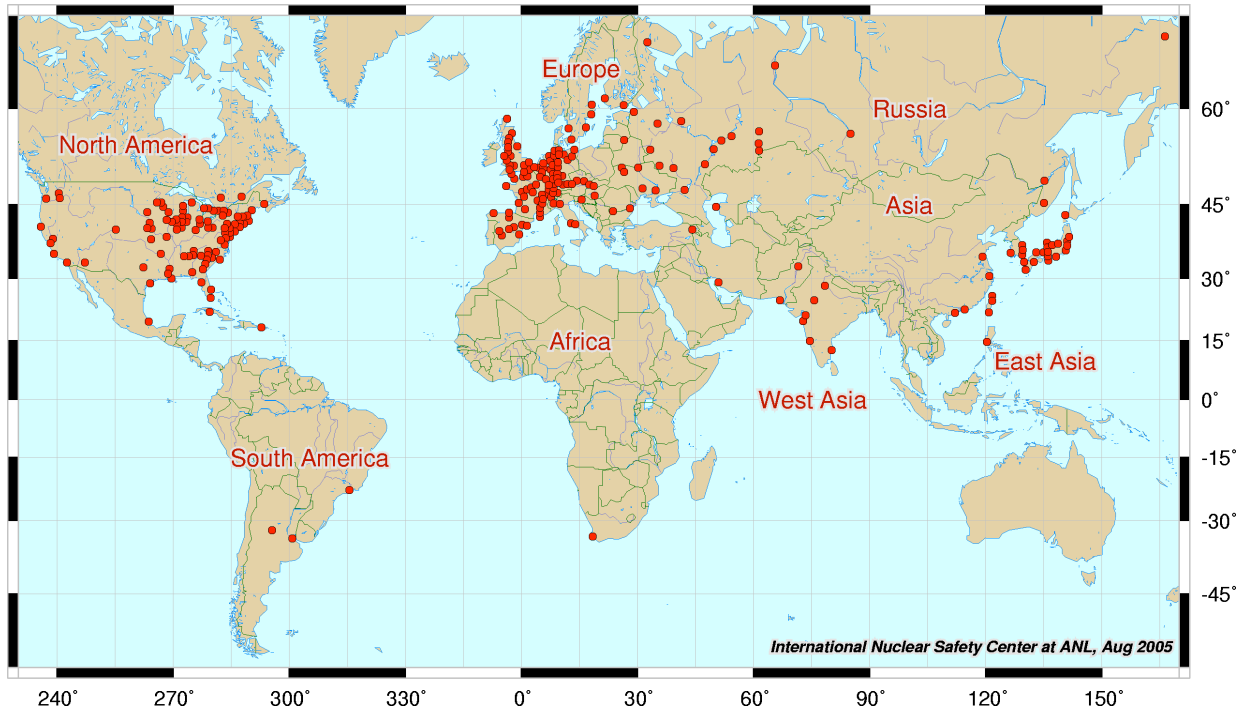 Europe
60°
Russia
North America
45°
Asia
30°
15°
Africa
East Asia
0°
West Asia
South America
-15°
-30°
-45°
International Nuclear Safety Center at ANL, Aug 2005
240° 270° 300° 330° 0° 30° 60° 90° 120° 150°